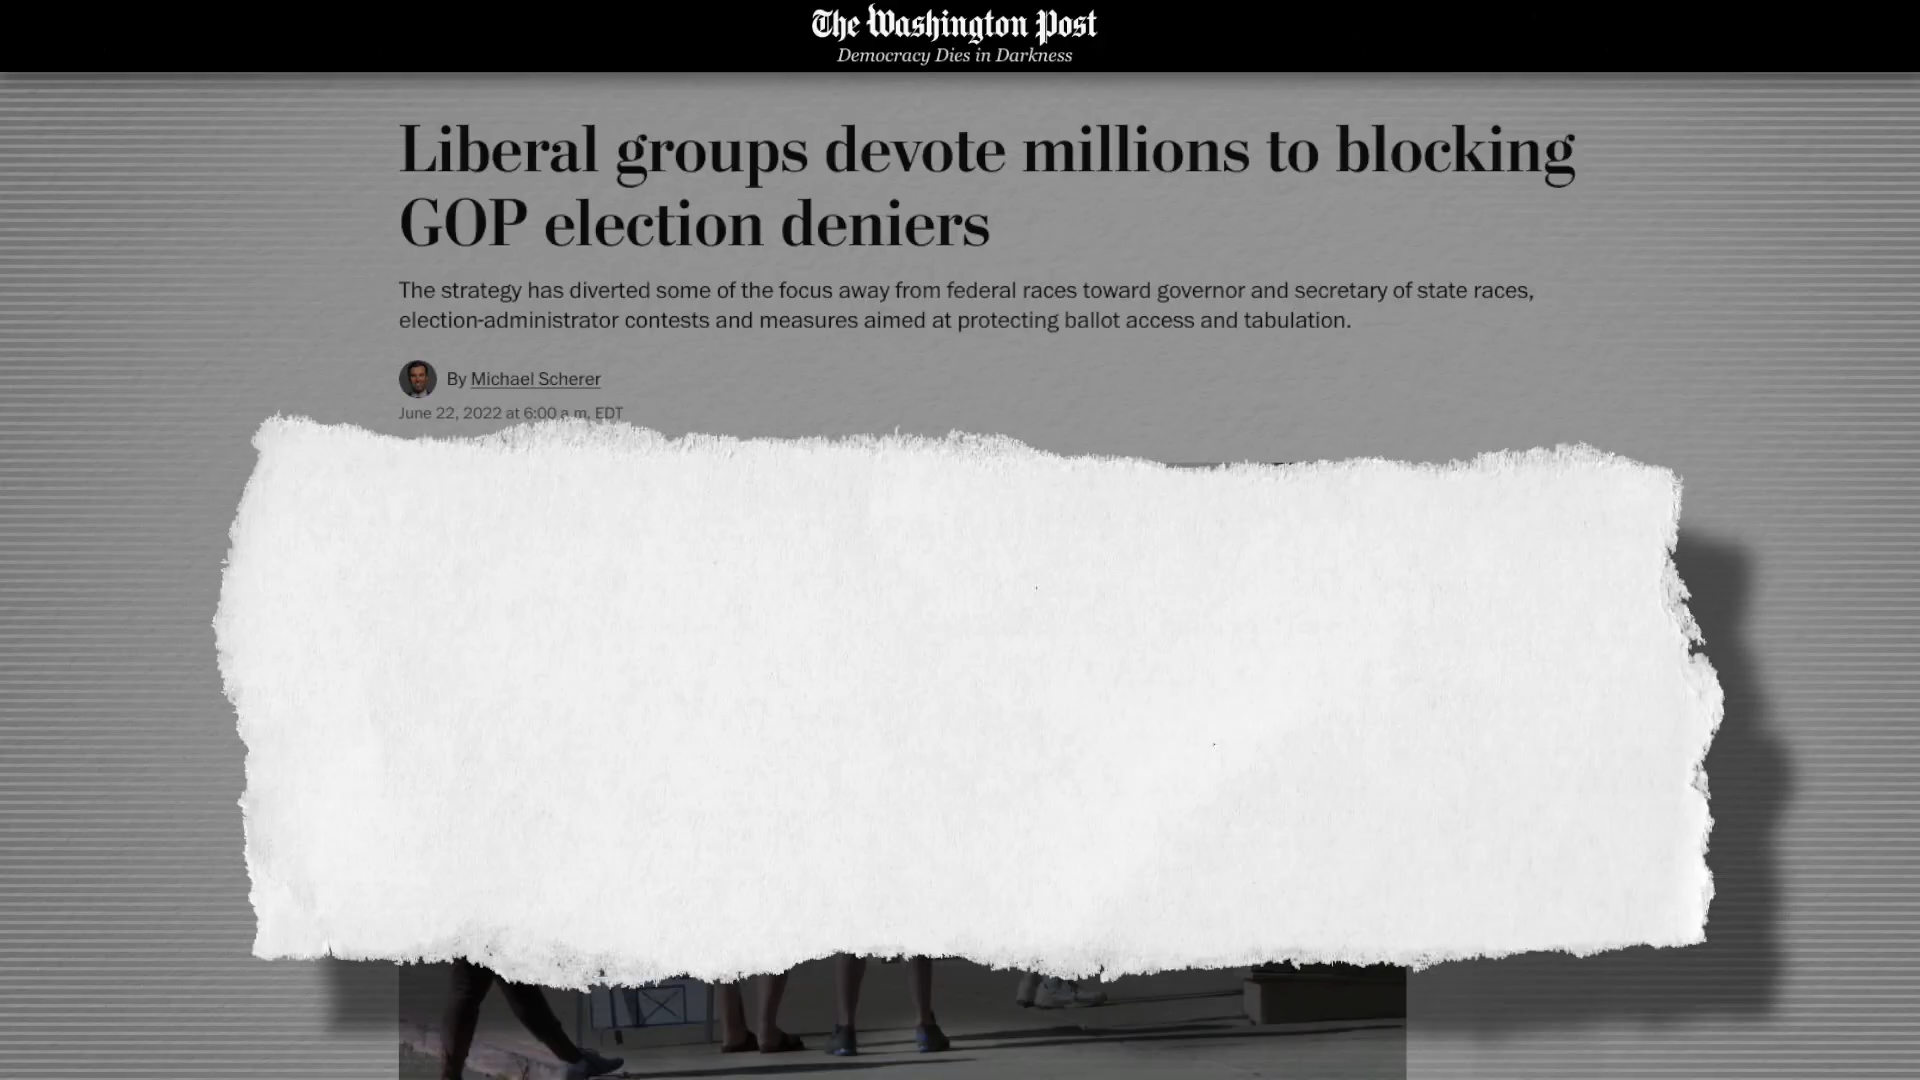 The Washington Post
Democracy Dies in Darkness
Liberal groups devote millions to blocking
GOP election deniers
The strategy has diverted some of the focus away from federal races toward governor and secretary of state races,
election-administrator contests and measures aimed at protecting ballot access and tabulation.
By Michael Scherer
June 22, 2022 at 6:00 a.m. EDT